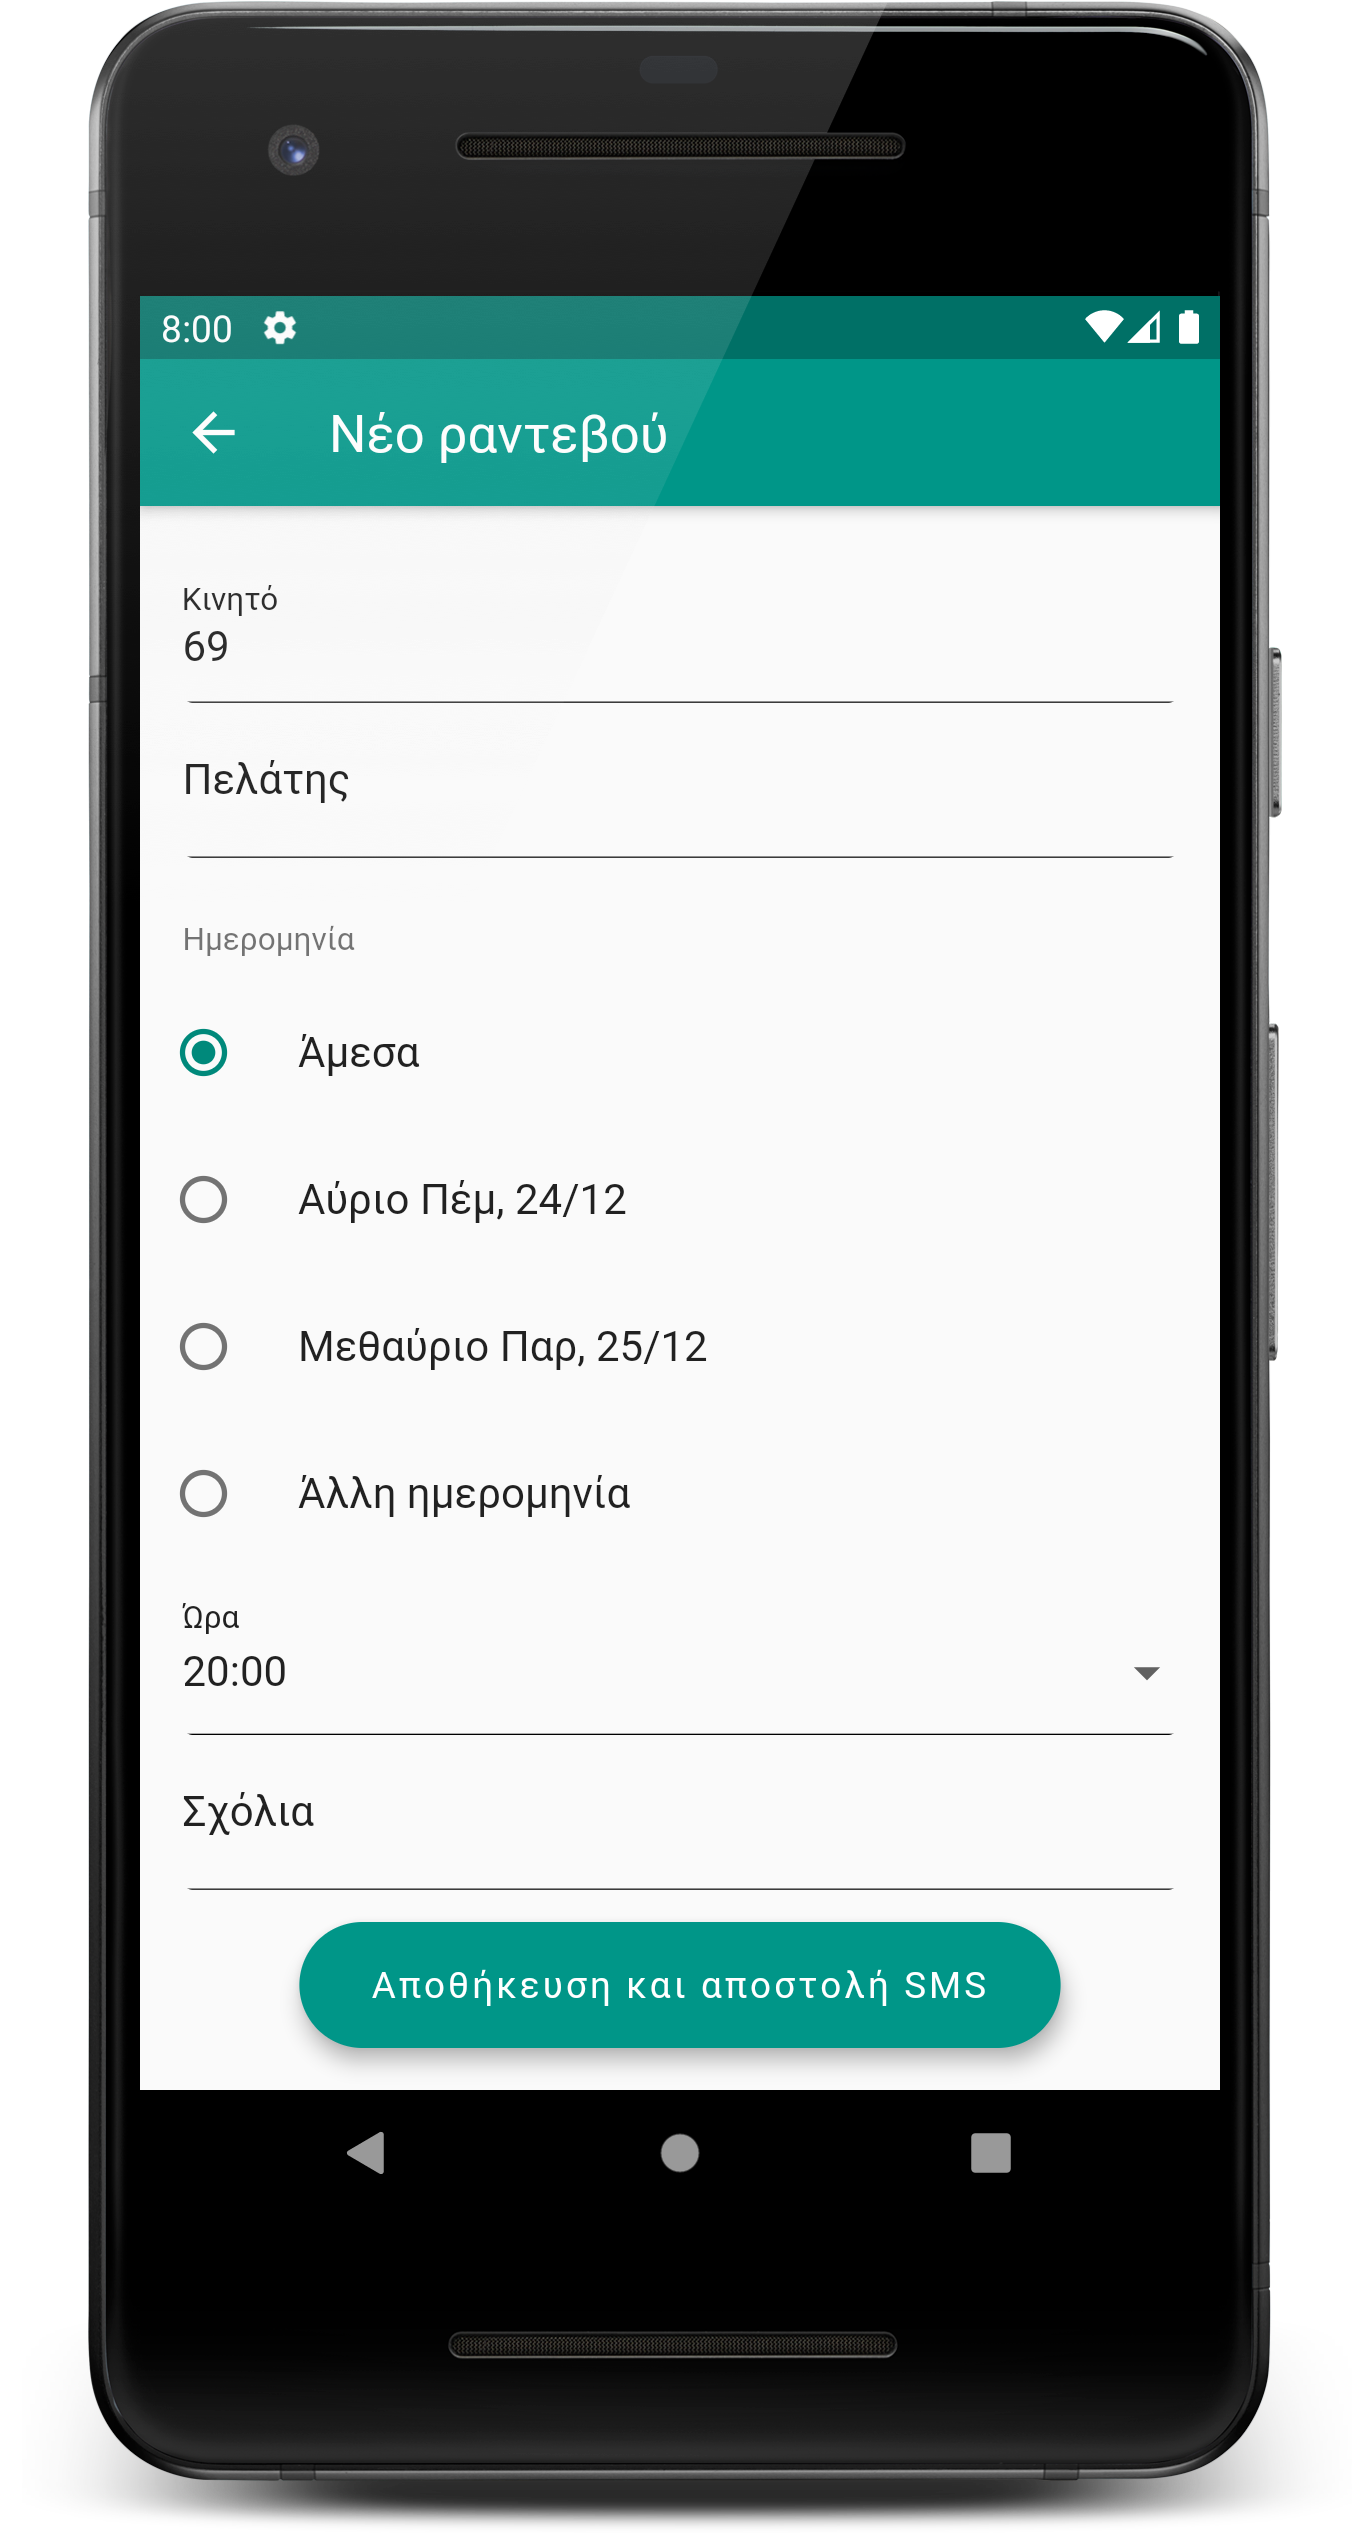 8:00
Νέο ραντεβού
Κινητό
69
Πελάτης
Ημερομηνία
Άμεσα
Αύριο Πέμ, 24/12
Μεθαύριο Παρ, 25/12
Άλλη ημερομηνία
Ώρα
20:00
Σχόλια
Αποθήκευση και αποστολή SMS